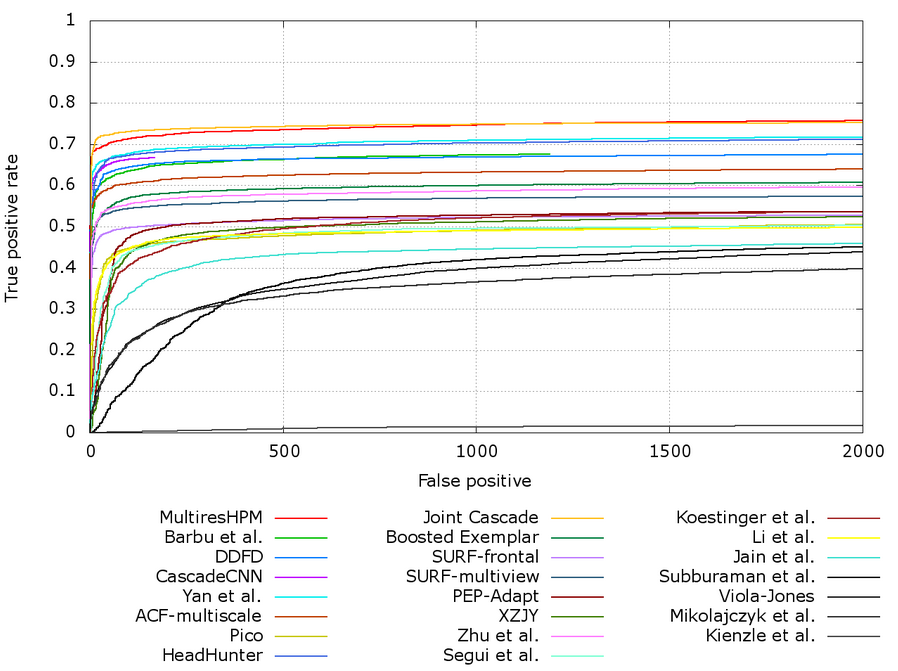 1
0.9
0.8
0.7
0.6
0.5
0.4
0.3
0.2
0.1
0
True positive rate
0 500 1000 1500 2000
False positive
MultiresHPM Joint Cascade Koestinger et al.
Barbu et al. Boosted Exemplar Li et al.
DDFD SURF-frontal Jain et al.
CascadeCNN SURF-multiview Subburaman et al.
Yan et al. PEP-Adapt Viola-Jones
ACF-multiscale XZJY Mikolajczyk et al.
Pico Zhu et al. Kienzle et al.
HeadHunter Segui et al.